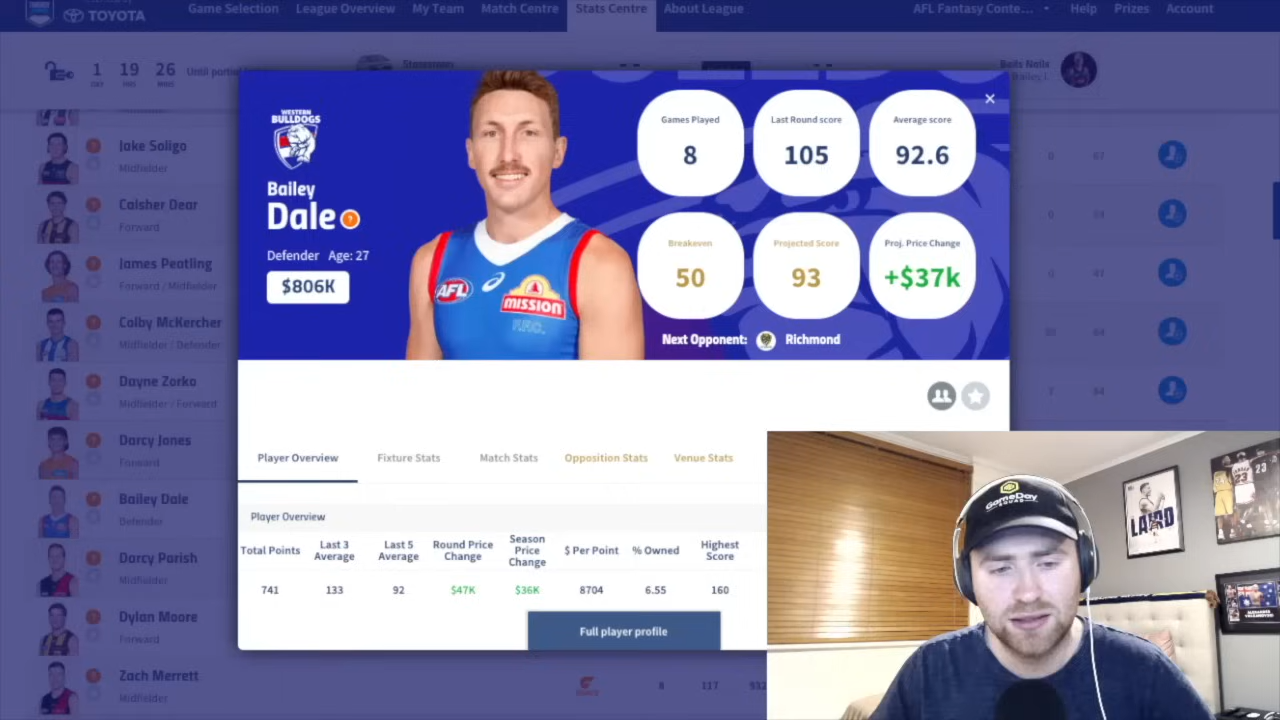 TOYOTA
Game Selection
League Overview
My Team
Match Centre
Stats Centre
About League
AFL Fantasy Conte...
Help
Prizes
Account
1
19
26
DAY
Jake Soligo
Midfielder
Calsher Dear
Forward
James Peatling
Forward / Midfielder
Colby McKercher
Midfielder / Defender
Dayne Zorko
Midfielder / Forward
Darcy Jones
Forward
Bailey Dale
Defender
Darcy Parish
Midfielder
Dylan Moore
Forward
Zach Merrett
Midfielder
WESTERN
BULLDOGS
Bailey
Dale
Defender Age: 27
$806K
AFL
MISSION
Games Played
8
Last Round score
105
Average score
92.6
Breakeven
50
Projected Score
93
Proj. Price Change
+$37k
Next Opponent: Richmond
Player Overview
Fixture Stats
Match Stats
Opposition Stats
Venue Stats
Player Overview
Total Points
Last 3 Average
Last 5 Average
Round Price Change
Season Price Change
$ Per Point
% Owned
Highest Score
741
133
92
$47K
$36K
8704
6.55
160
Full player profile
117
GameDay
SQUAD
LAIRD
23